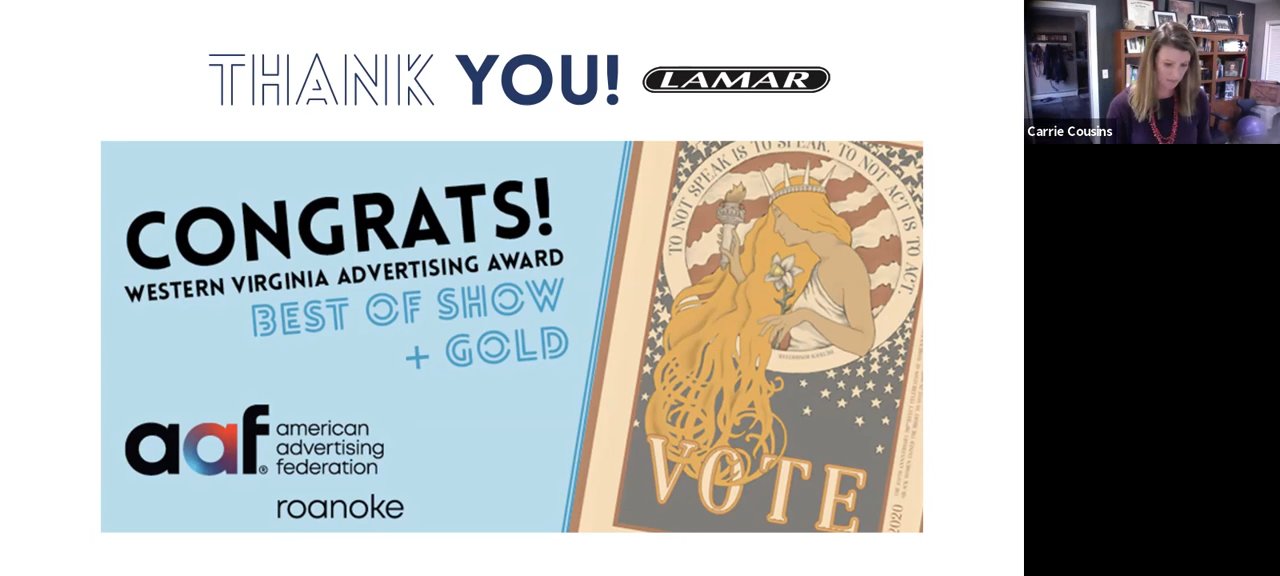 THANK YOU! LAMAR
CONGRATS!
WESTERN VIRGINIA ADVERTISING AWARD
BEST OF SHOW
+ GOLD
aaf® american
advertising
federation
roanoke
TO NOT SPEAK IS TO SPEAK. TO NOT ACT IS TO ACT.
VOTE
2020
Carrie Cousins